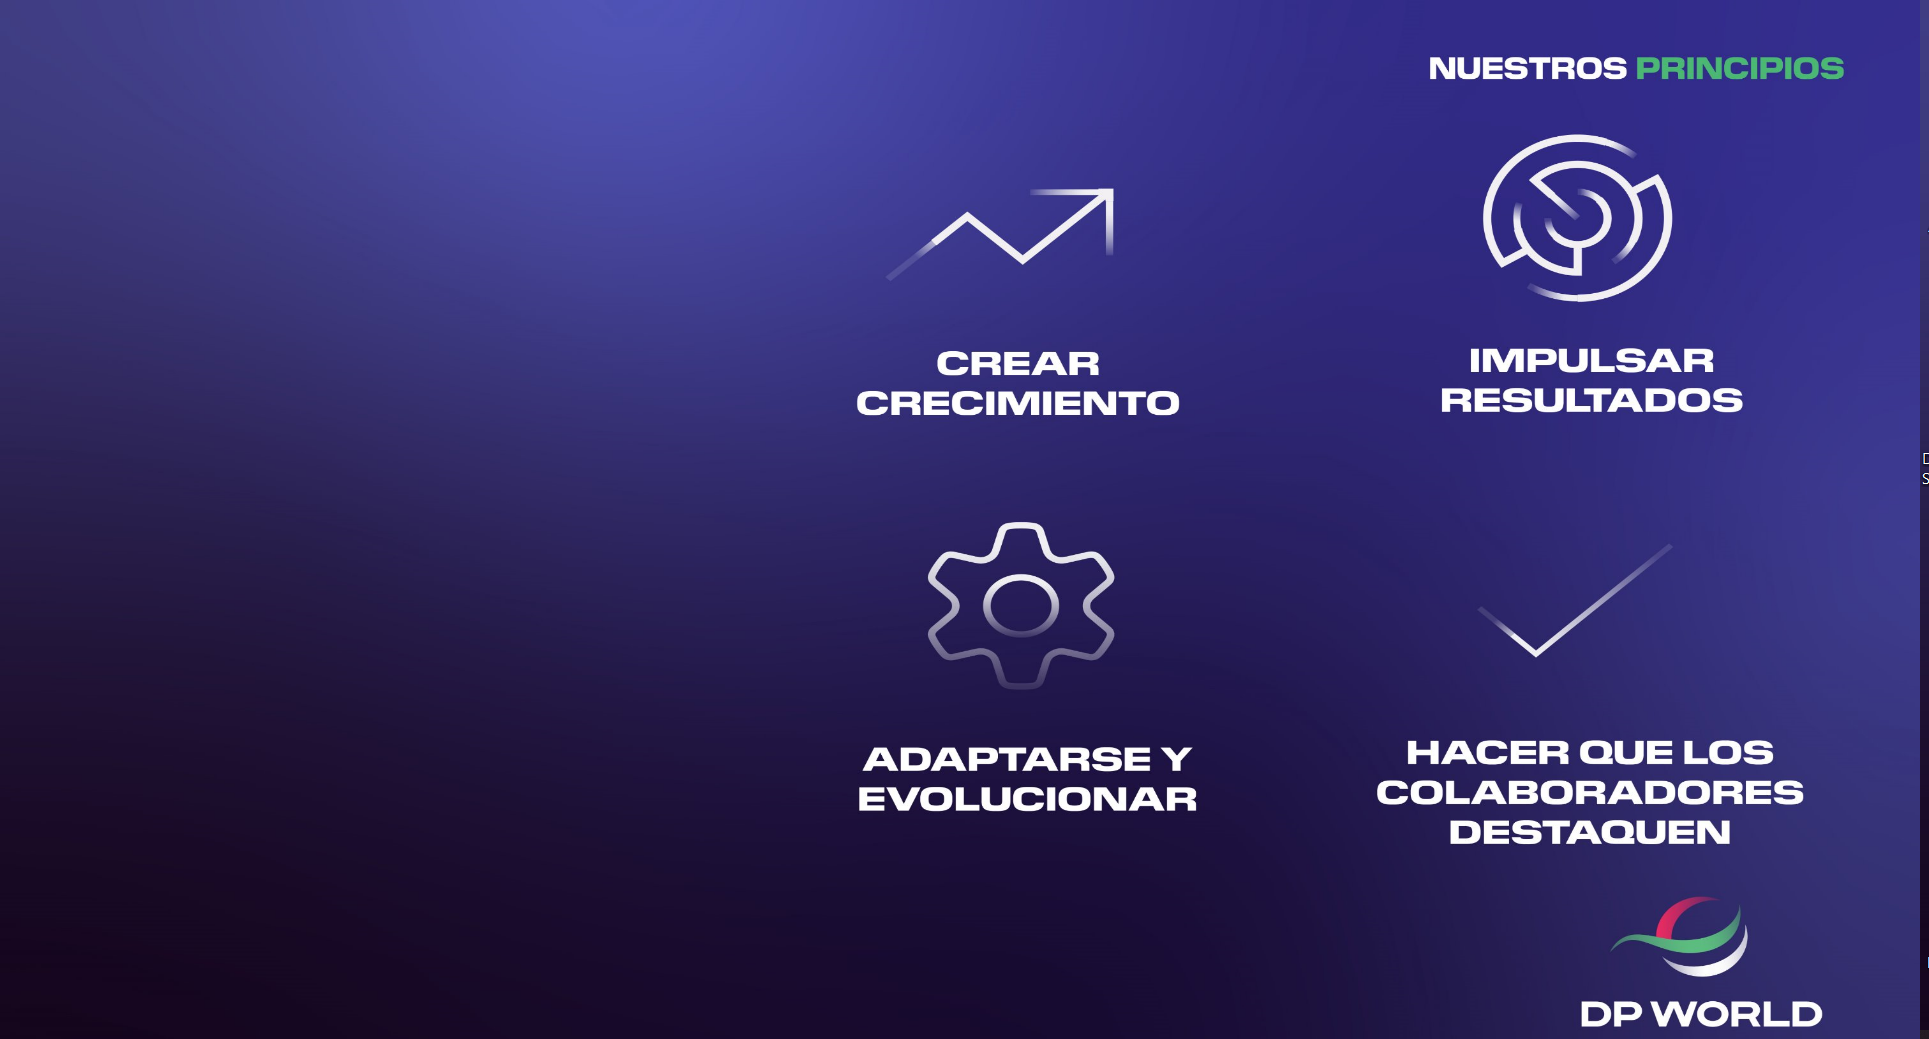 NUESTROS PRINCIPIOS
CREAR
CRECIMIENTO
IMPULSAR
RESULTADOS
ADAPTARSE Y
EVOLUCIONAR
HACER QUE LOS
COLABORADORES
DESTAQUEN
DP WORLD